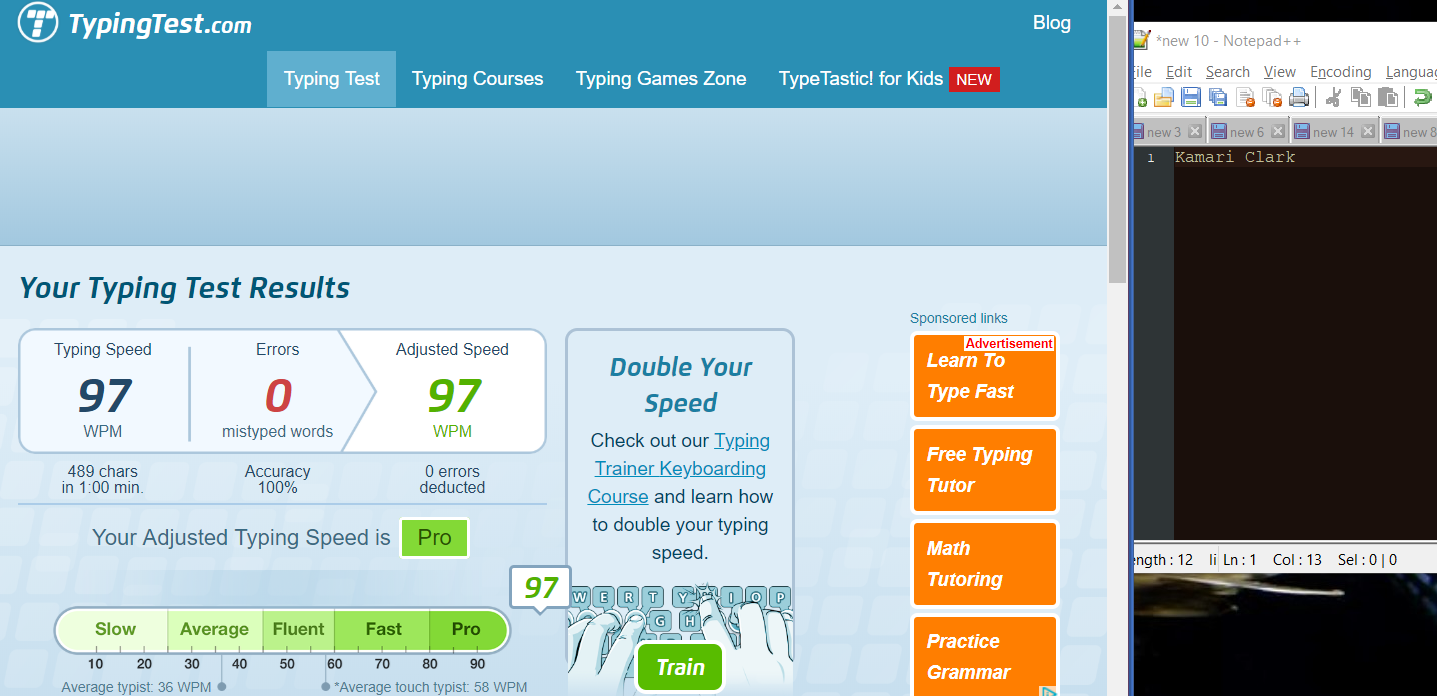 TypingTest.com
Blog
Typing Test
Typing Courses
Typing Games Zone
TypeTastic! for Kids NEW
Your Typing Test Results
Typing Speed
97
WPM
489 chars
in 1:00 min.
Errors
0
mistyped words
Accuracy
100%
Adjusted Speed
97
WPM
0 errors
deducted
Your Adjusted Typing Speed is Pro
97
Slow Average Fluent Fast Pro
10 20 30 40 50 60 70 80 90
Average typist: 36 WPM
*Average touch typist: 58 WPM
Double Your
Speed
Check out our Typing
Trainer Keyboarding
Course and learn how
to double your typing
speed.
W E R T Y I O P
G H
Train
Sponsored links
Advertisement
Learn To
Type Fast
Free Typing
Tutor
Math
Tutoring
Practice
Grammar
*new 10 - Notepad++
ile Edit Search View Encoding Languag
new 3 new 6 new 14 new 8
1 Kamari Clark
ength : 12 li Ln : 1 Col : 13 Sel : 0 | 0